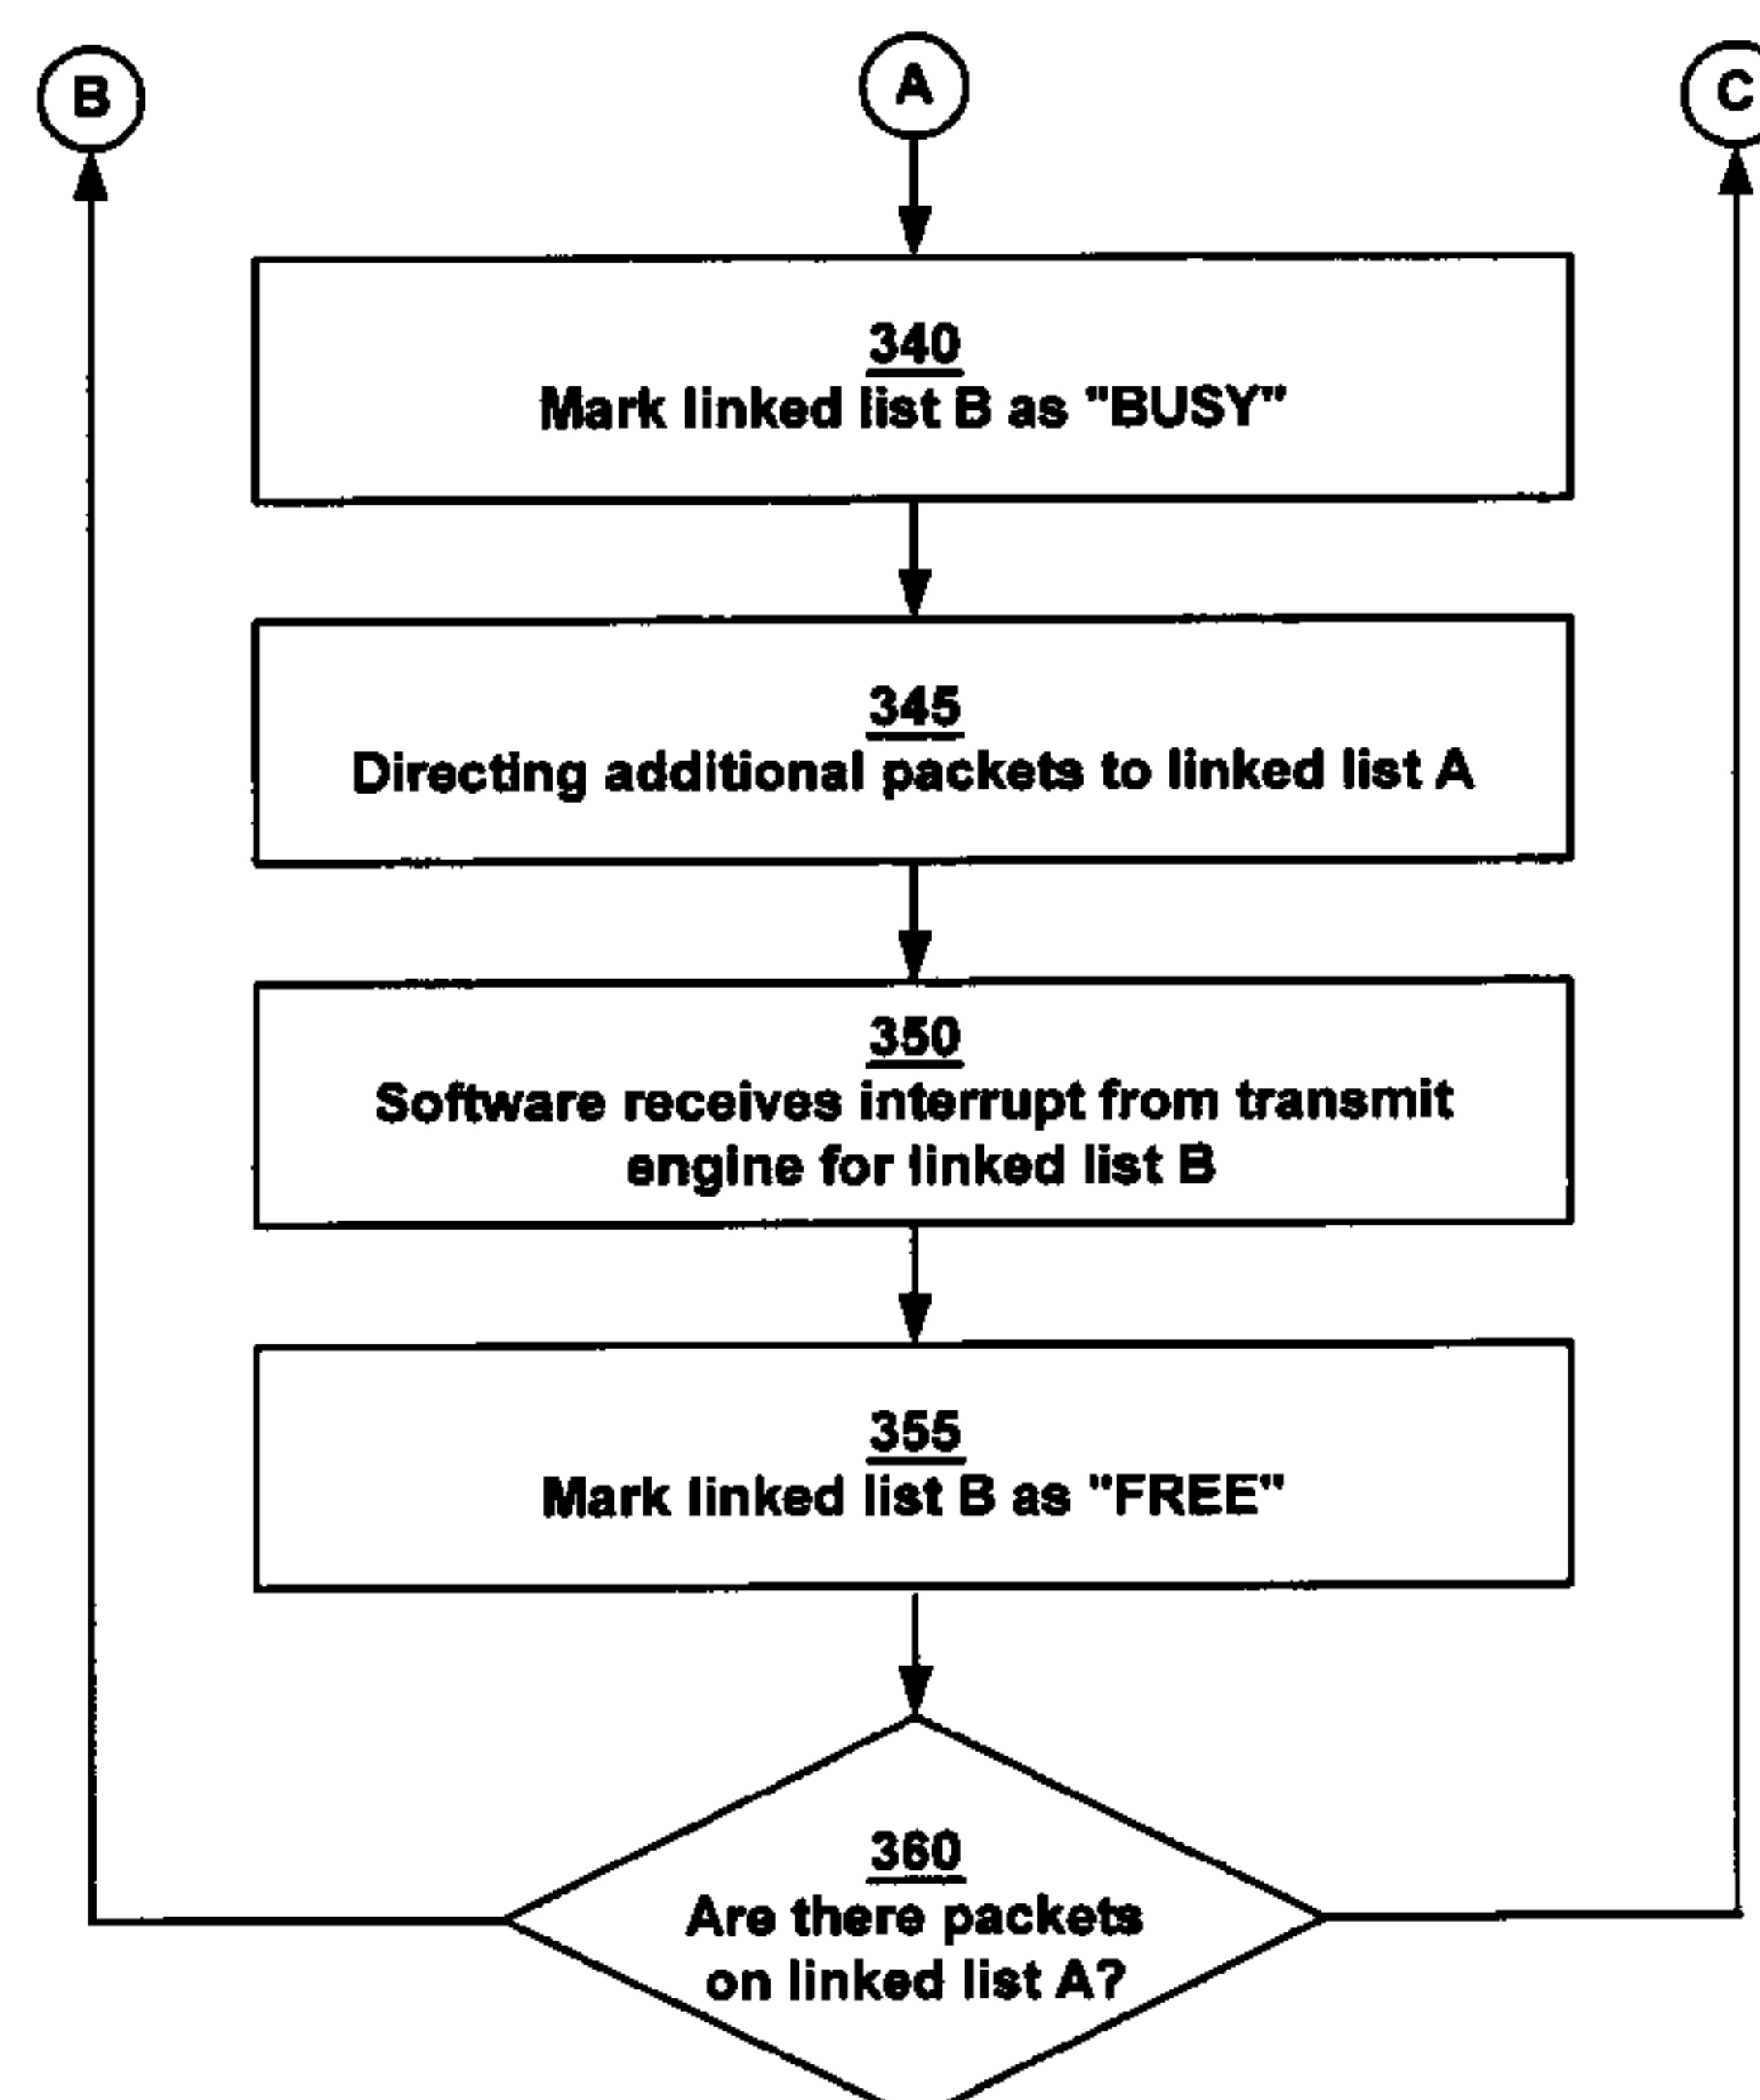 B
A
C
340
Mark linked list B as "BUSY"
345
Directing additional packets to linked list A
350
Software receives interrupt from transmit
engine for linked list B
355
Mark linked list B as "FREE"
360
Are there packets
on linked list A?